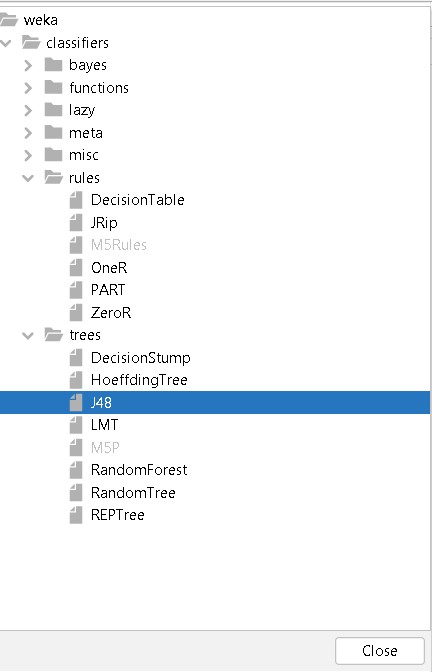 weka
classifiers
bayes
functions
lazy
meta
misc
rules
DecisionTable
JRip
M5Rules
OneR
PART
ZeroR
trees
DecisionStump
HoeffdingTree
J48
LMT
M5P
RandomForest
RandomTree
REPTree
Close